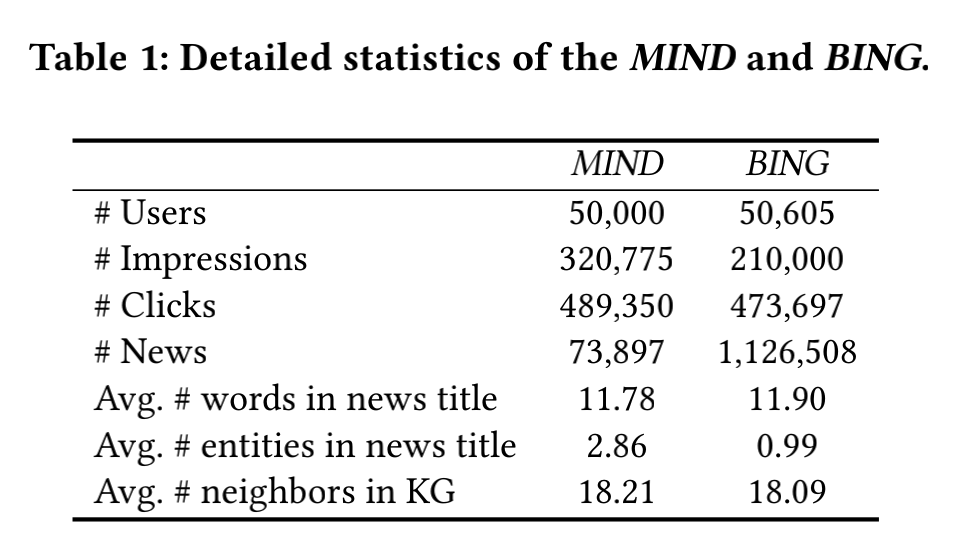 Table 1: Detailed statistics of the MIND and BING.
MIND BING
# Users 50,000 50,605
# Impressions 320,775 210,000
# Clicks 489,350 473,697
# News 73,897 1,126,508
Avg. # words in news title 11.78 11.90
Avg. # entities in news title 2.86 0.99
Avg. # neighbors in KG 18.21 18.09